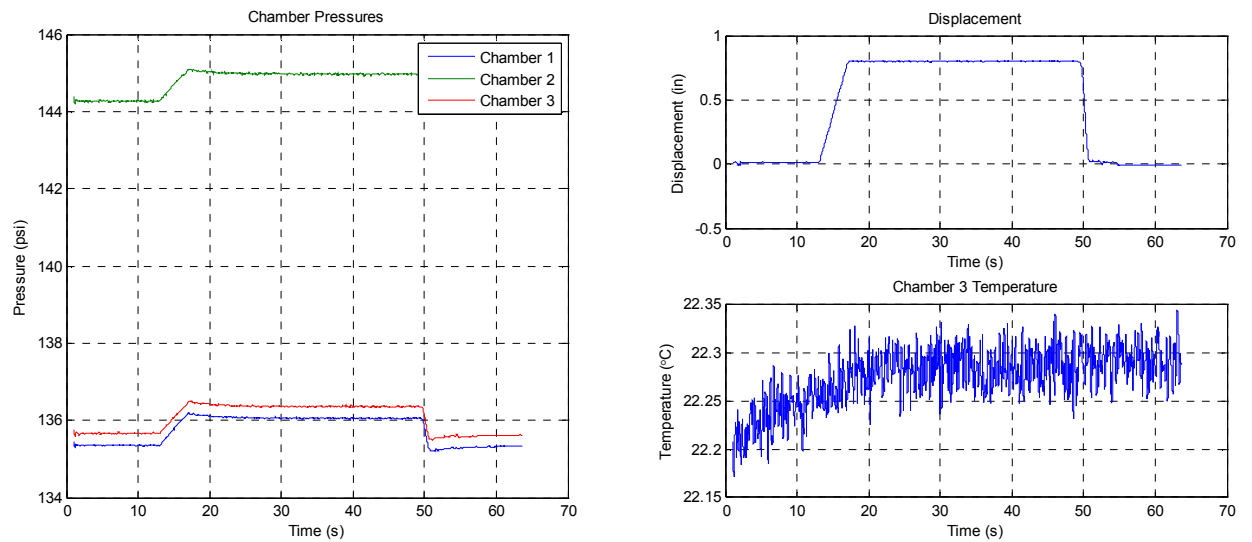 Chamber Pressures
146
144
142
140
138
136
134
Pressure (psi)
0 10 20 30 40 50 60 70
Time (s)
Chamber 1
Chamber 2
Chamber 3
Displacement
1
0.5
0
-0.5
Displacement (in)
0 10 20 30 40 50 60 70
Time (s)
Chamber 3 Temperature
22.35
22.3
22.25
22.2
22.15
Temperature (°C)
0 10 20 30 40 50 60 70
Time (s)